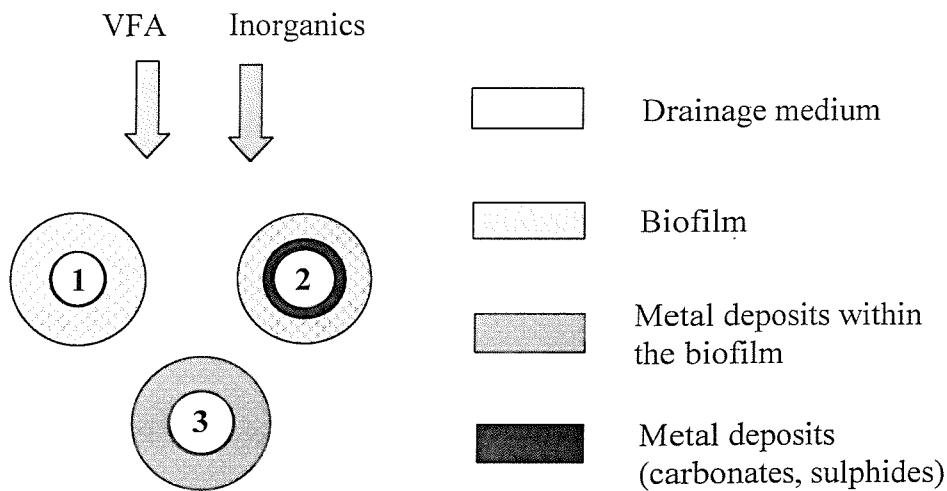 VFA
Inorganics
Drainage medium
Biofilm
Metal deposits within
the biofilm
Metal deposits
(carbonates, sulphides)
1
2
3